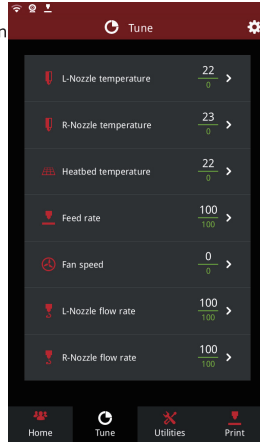 n
Tune
L-Nozzle temperature 22
0
R-Nozzle temperature 23
0
Heatbed temperature 22
0
Feed rate 100
100
Fan speed 0
0
L-Nozzle flow rate 100
100
R-Nozzle flow rate 100
100
Home Tune Utilities Print